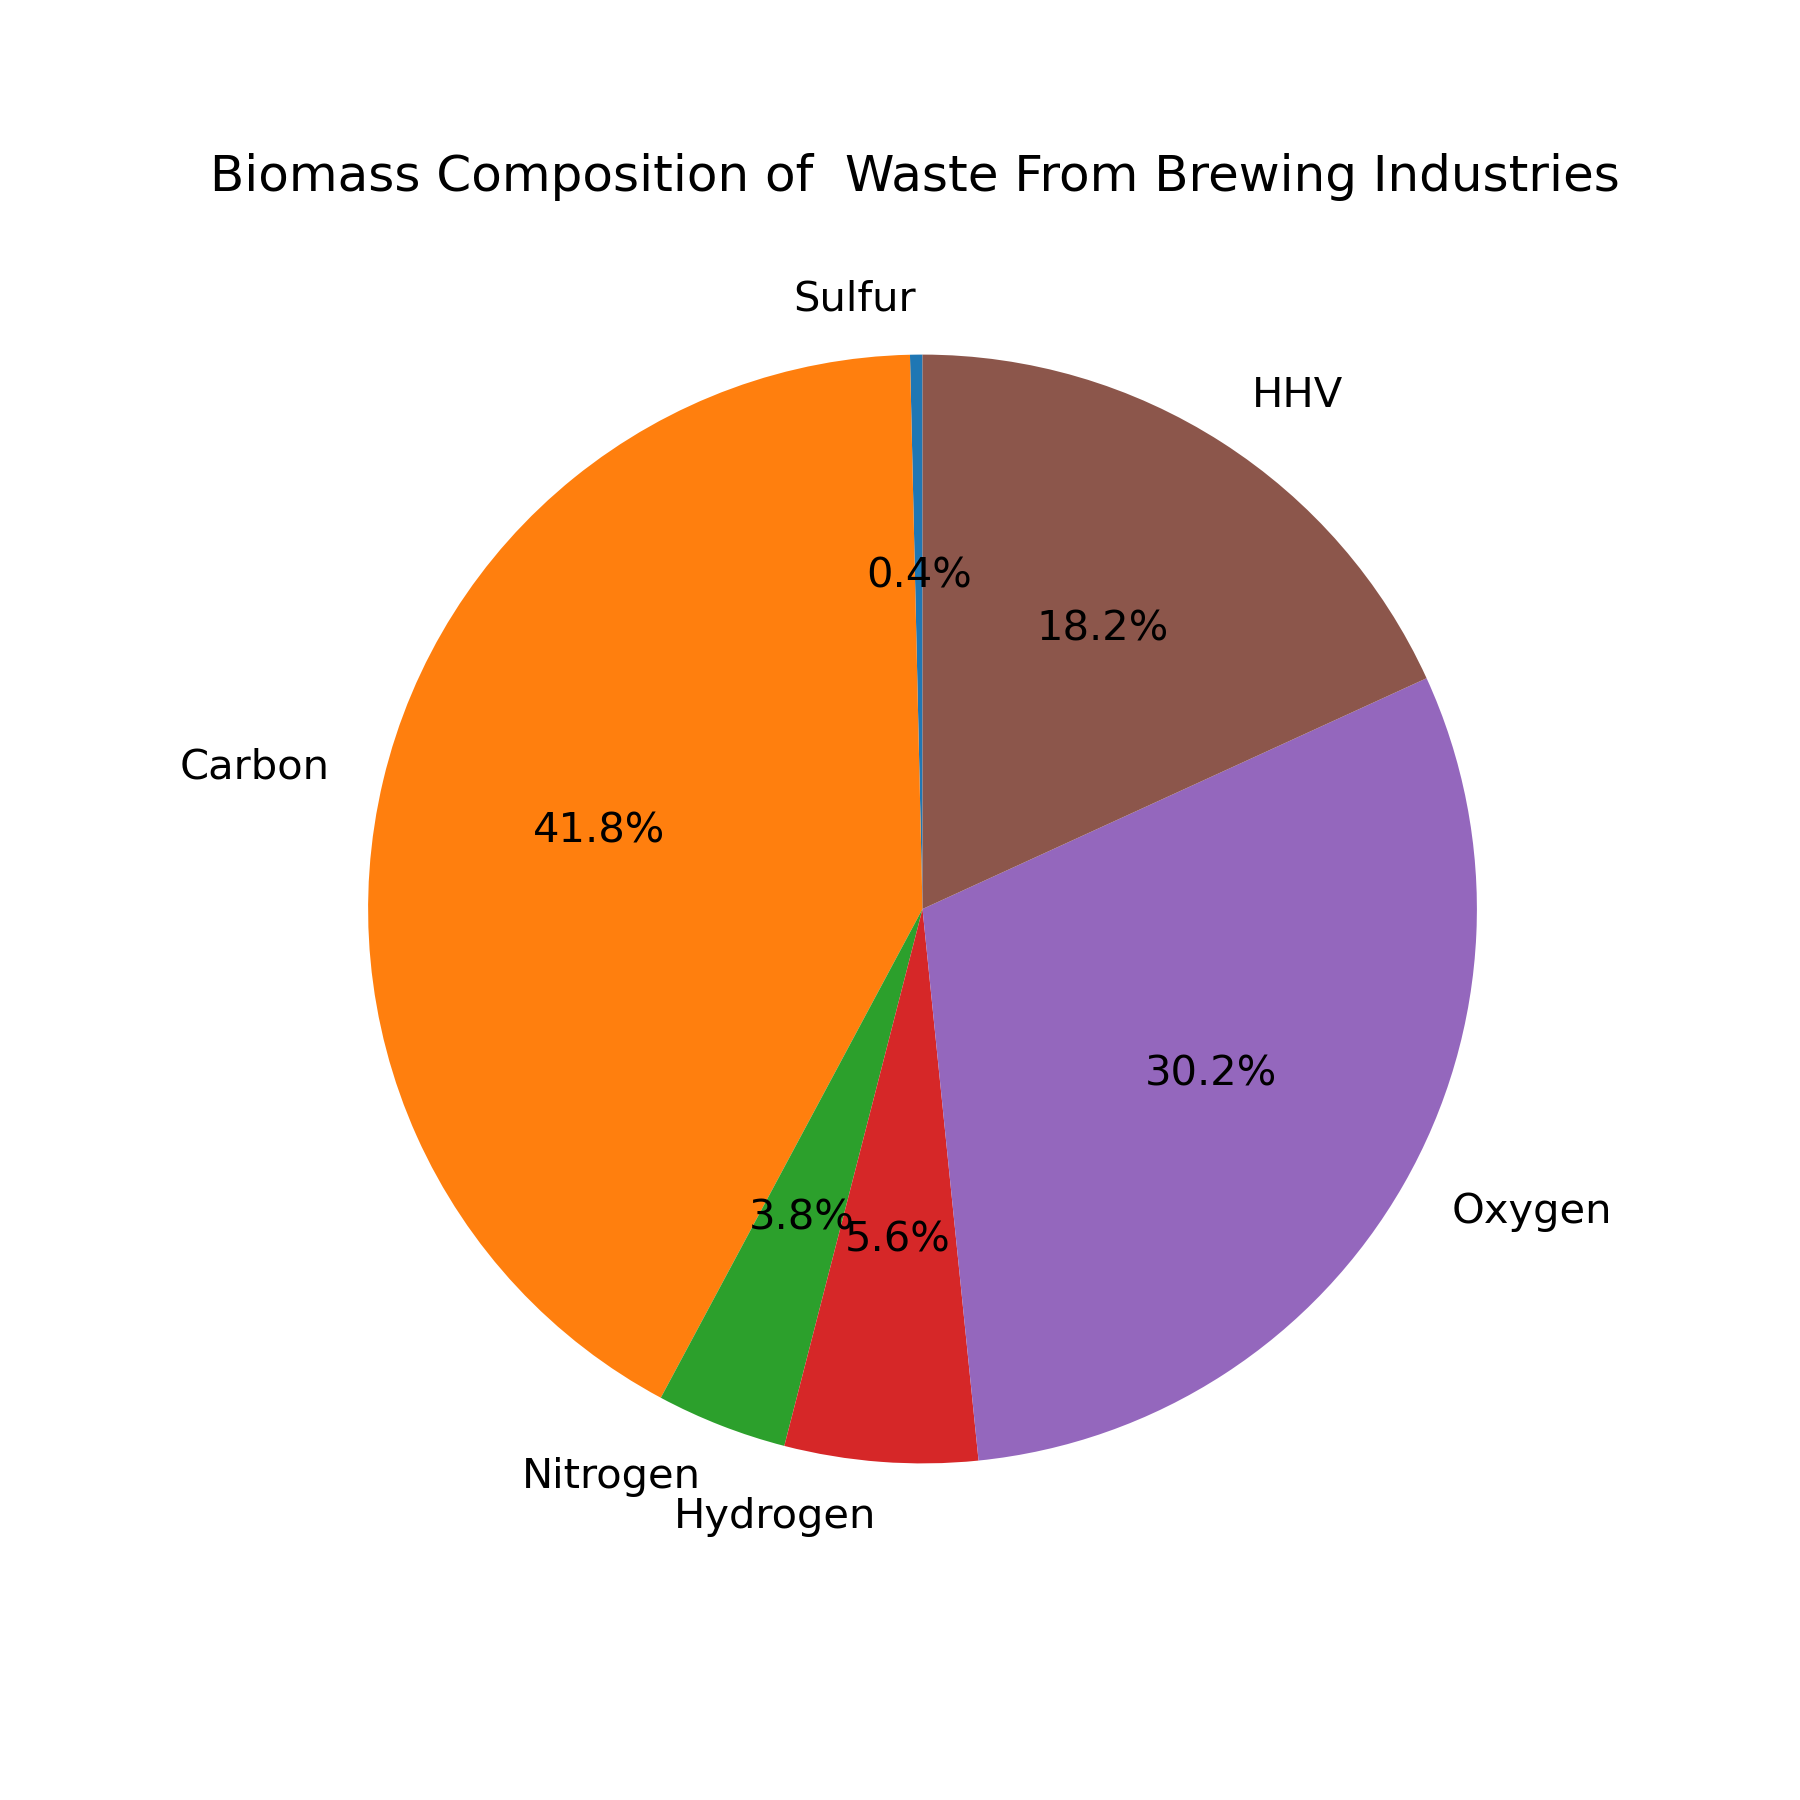 Biomass Composition of  Waste From Brewing Industries
Sulfur
HHV
0.4%
18.2%
Carbon
41.8%
30.2%
Oxygen
3.8%
5.6%
Nitrogen
Hydrogen